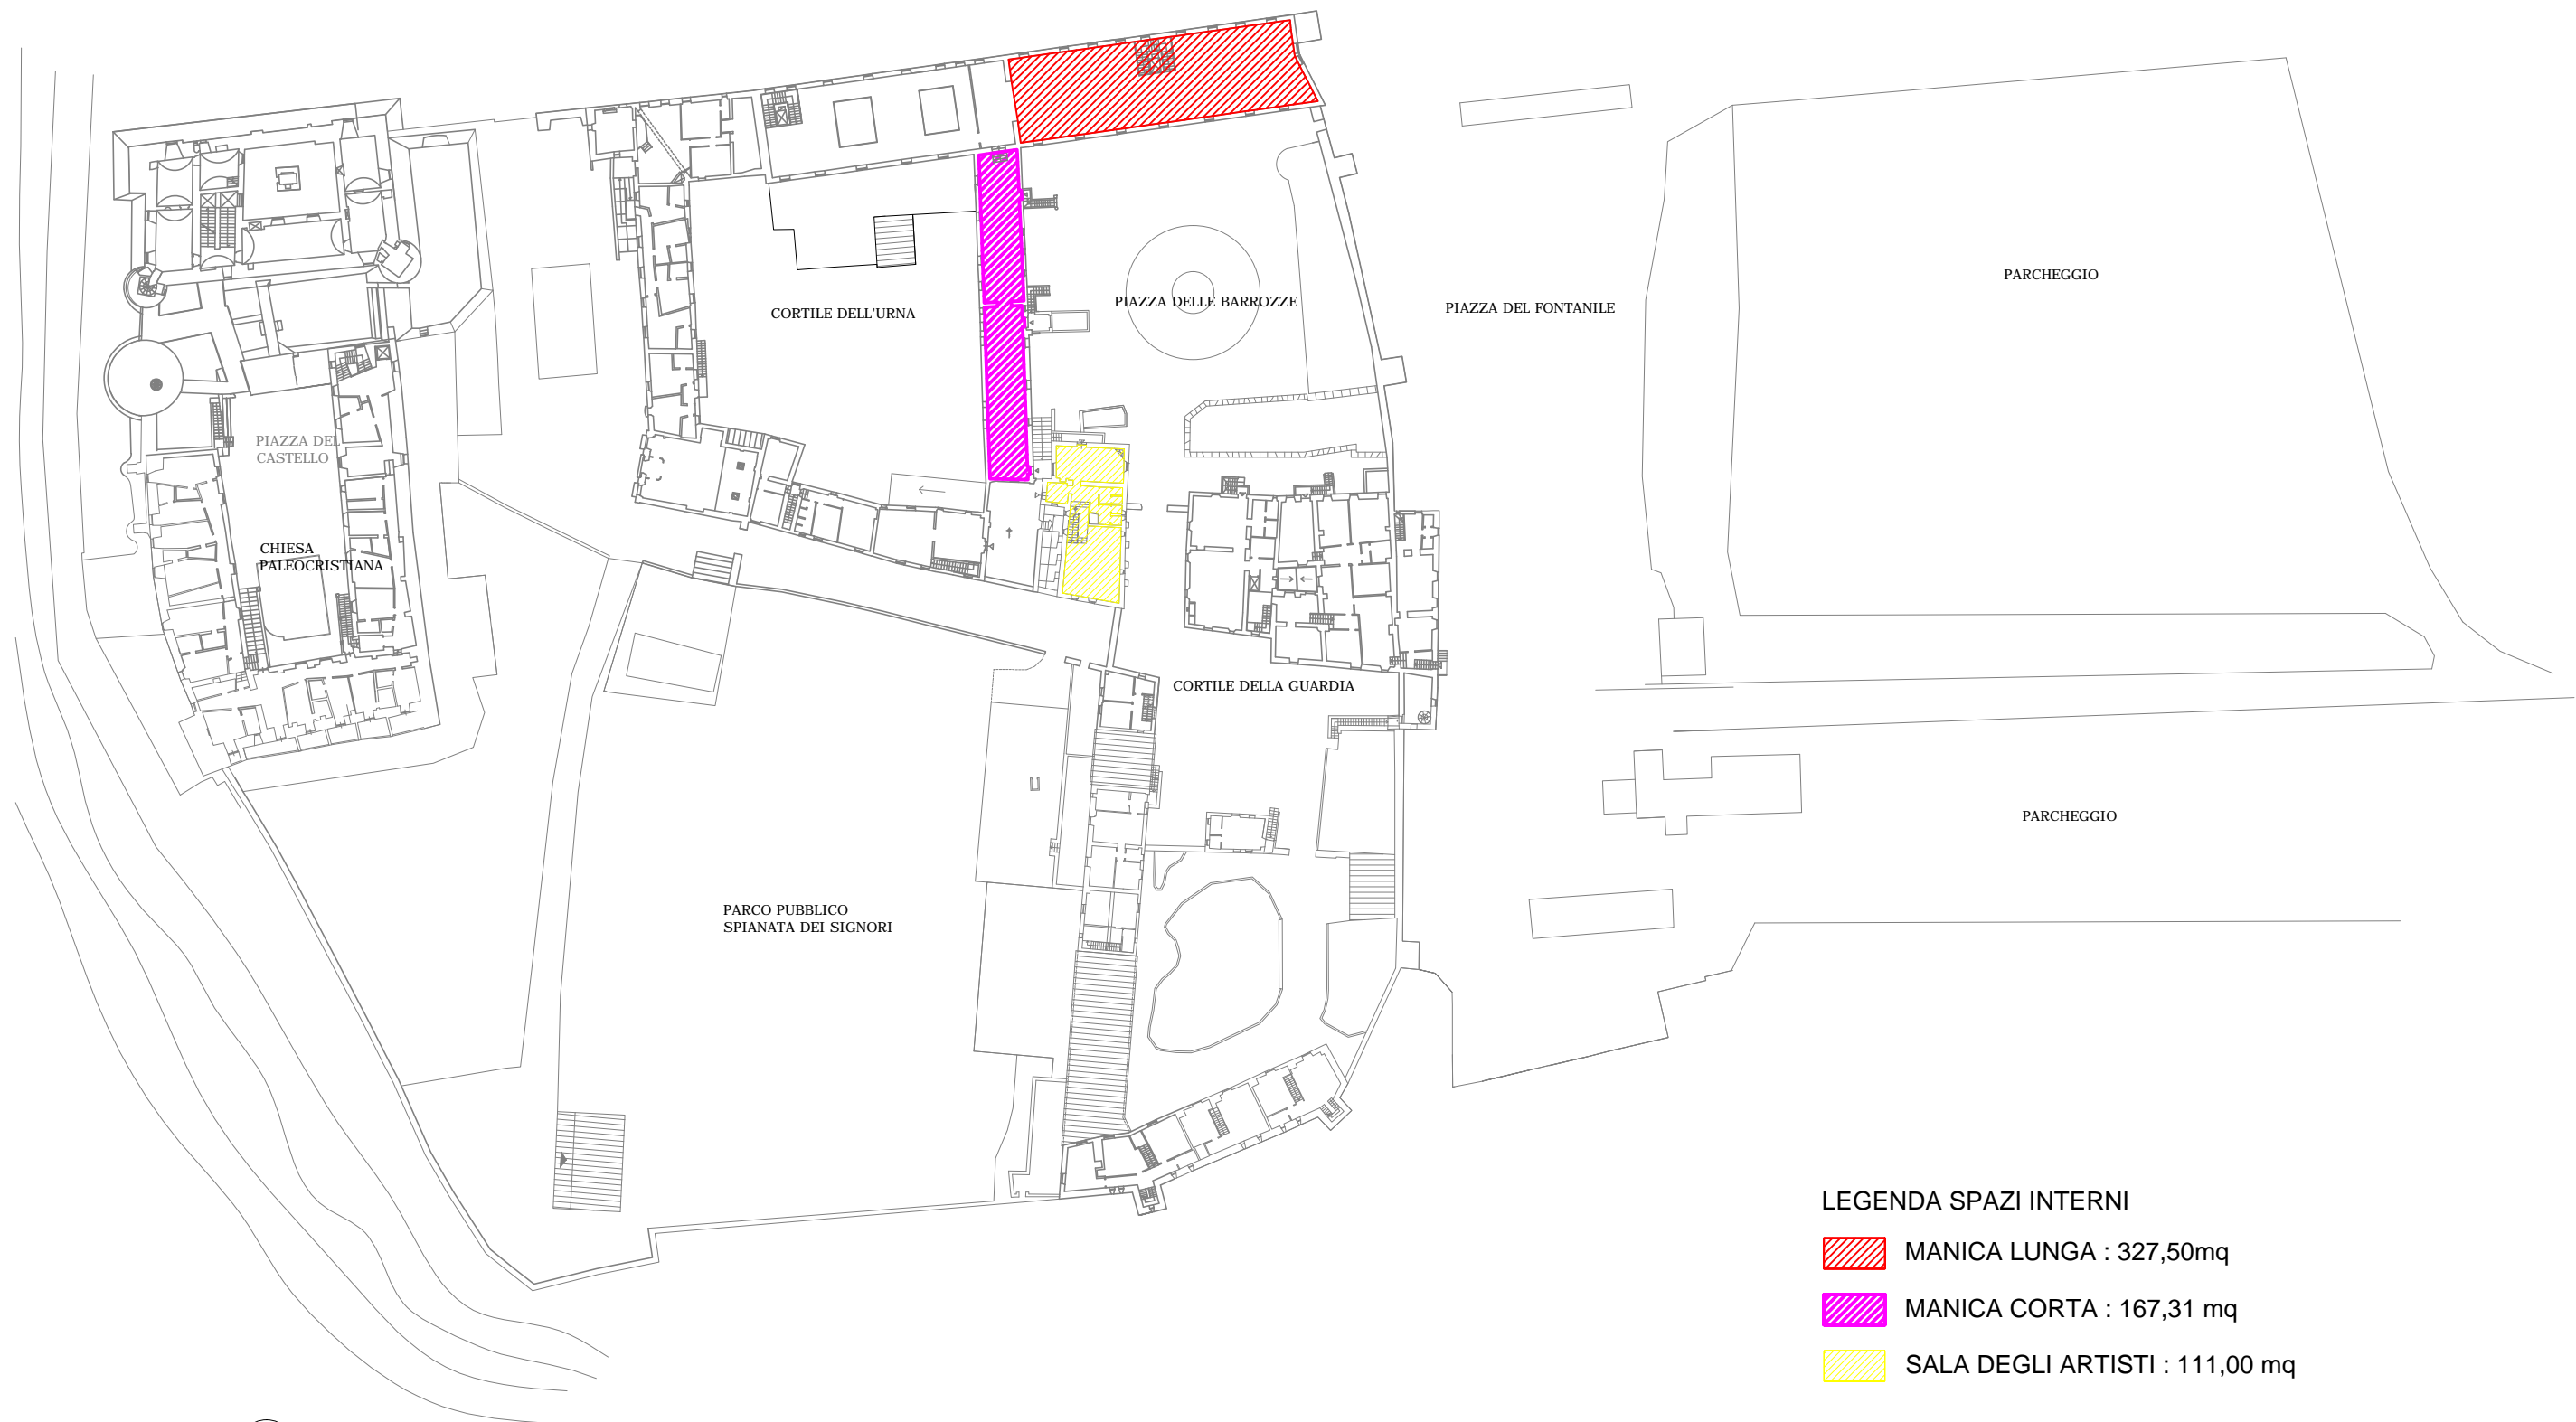 PARCHEGGIO
PIAZZA DELLE BARROZZE
PIAZZA DEL FONTANILE
CORTILE DELL'URNA
PIAZZA DEL
CASTELLO
CHIESA
PALEOCRISTIANA
CORTILE DELLA GUARDIA
PARCHEGGIO
PARCO PUBBLICO
SPIANATA DEI SIGNORI
LEGENDA SPAZI INTERNI
MANICA LUNGA : 327,50mq
MANICA CORTA : 167,31 mq
SALA DEGLI ARTISTI : 111,00 mq